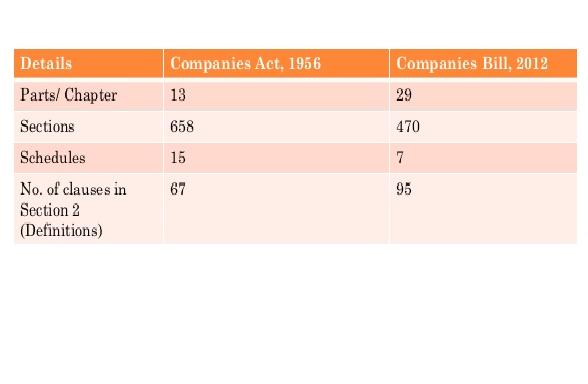 Details Companies Act, 1956 Companies Bill, 2012
Parts/ Chapter 13 29
Sections 658 470
Schedules 15 7
No. of clauses in 67 95
Section 2
(Definitions)